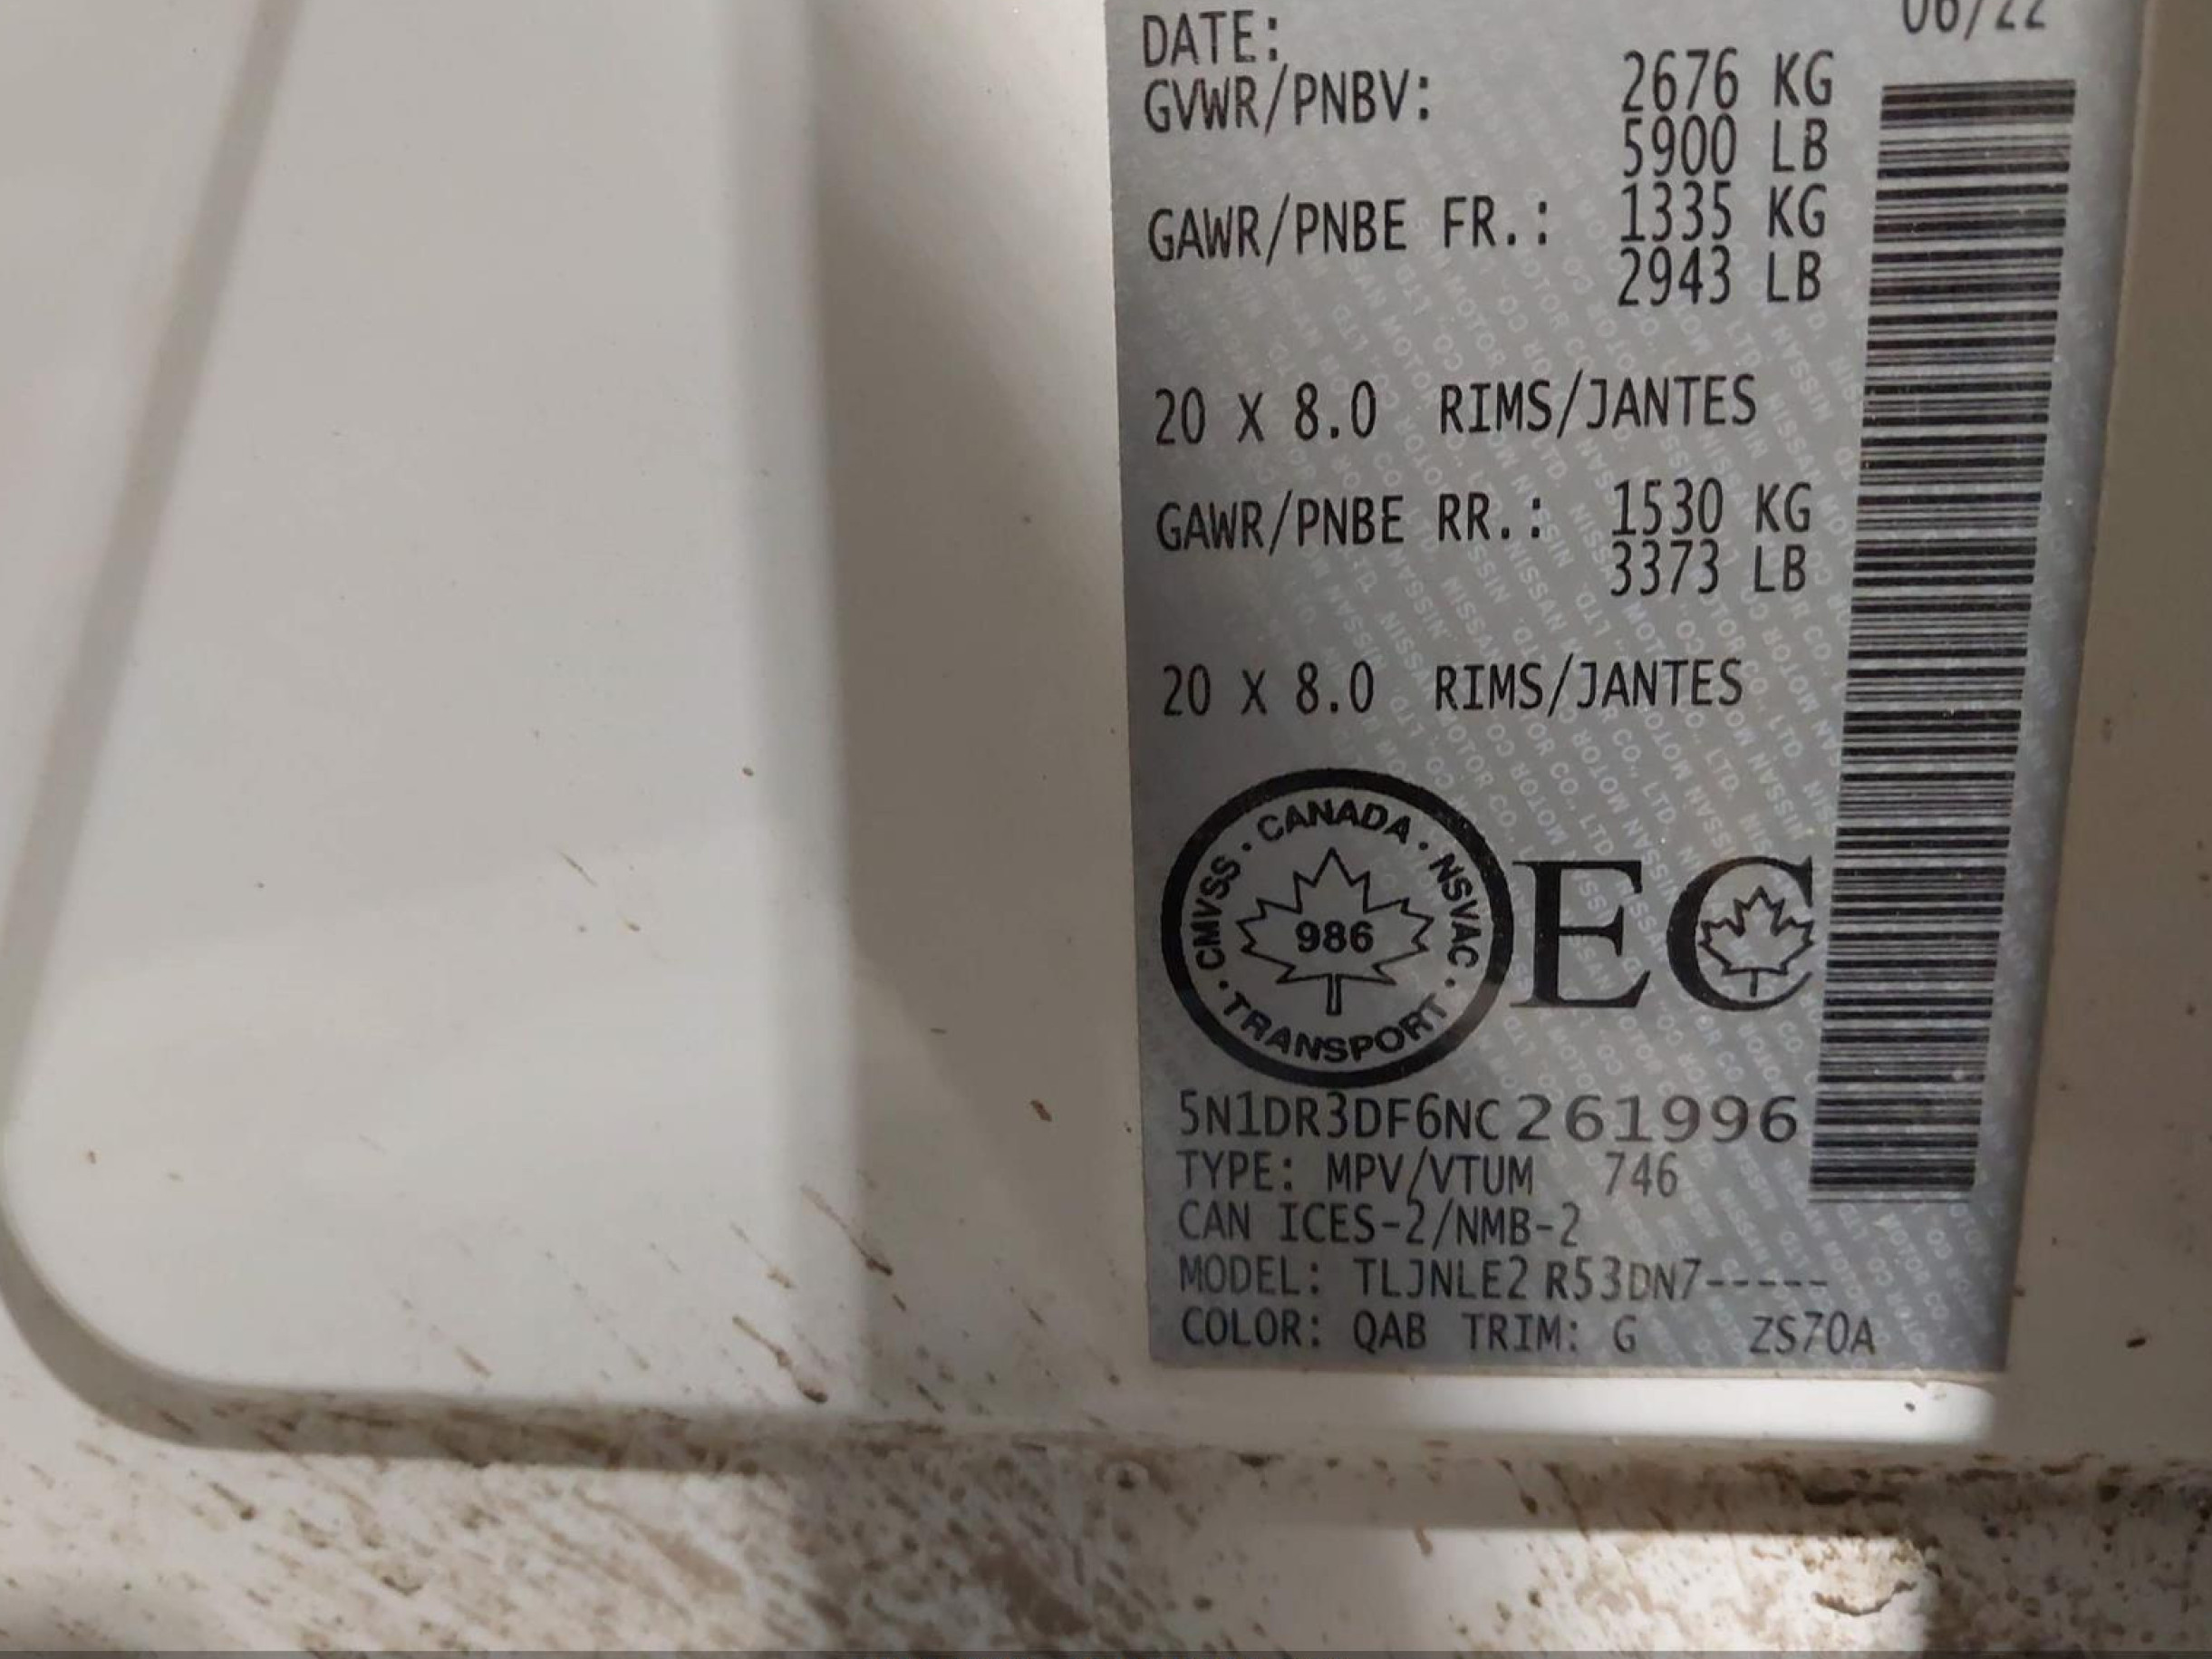 DATE: 06/22
GVWR/PNBV: 2676 KG
5900 LB
GAWR/PNBE FR.: 1335 KG
2943 LB
20 X 8.0 RIMS/JANTES
GAWR/PNBE RR.: 1530 KG
3373 LB
20 X 8.0 RIMS/JANTES
CMVSS · CANADA · NSVAC · TRANSPORT ·
986
EC
5N1DR3DF6NC261996
TYPE: MPV/VTUM 746
CAN ICES-2/NMB-2
MODEL: TLJNLE2 R53DN7-----
COLOR: QAB TRIM: G ZS70A